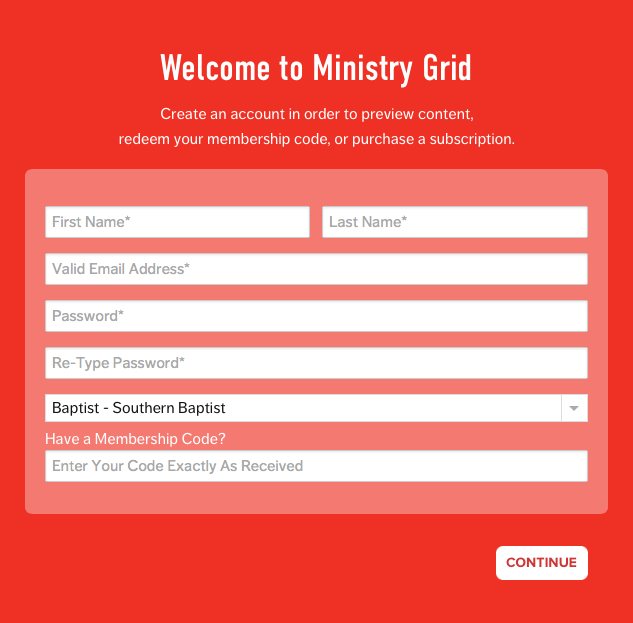 Welcome to Ministry Grid
Create an account in order to preview content,
redeem your membership code, or purchase a subscription.
First Name* Last Name*
Valid Email Address*
Password*
Re-Type Password*
Baptist - Southern Baptist
Have a Membership Code?
Enter Your Code Exactly As Received
CONTINUE